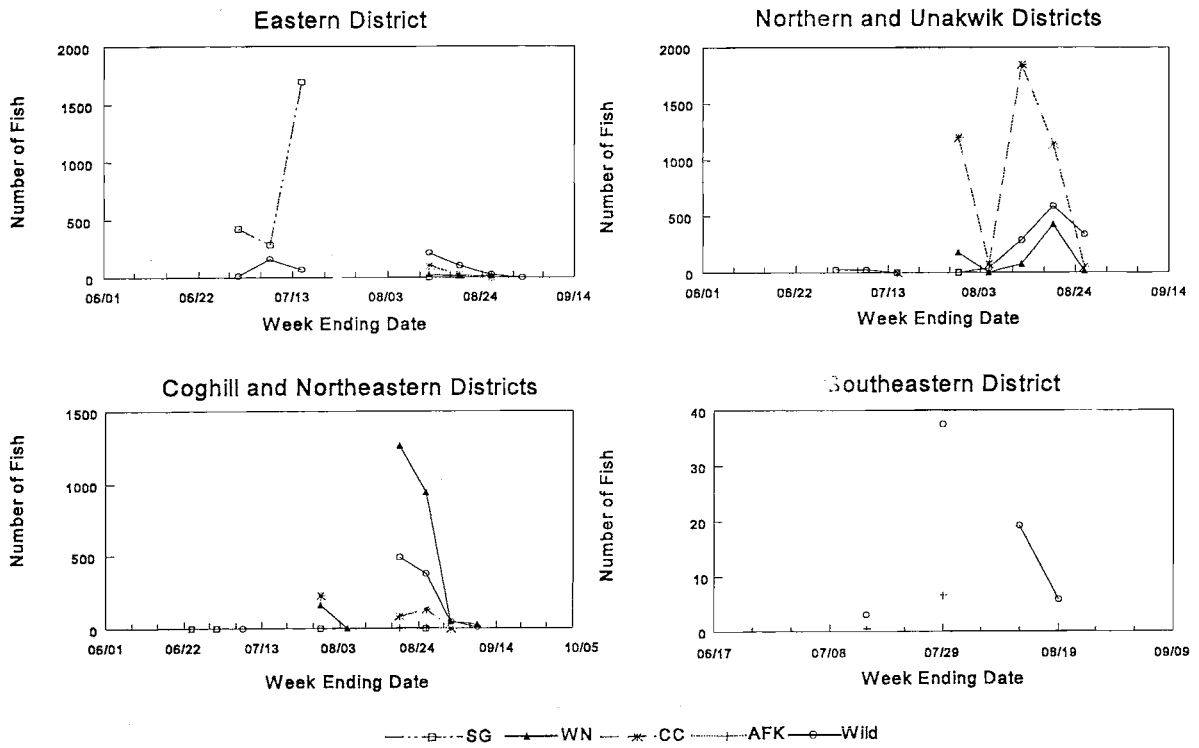 Eastern District
Number of Fish
2000
1500
1000
500
0
06/01 06/22 07/13 08/03 08/24 09/14
Week Ending Date
Northern and Unakwik Districts
Number of Fish
2000
1500
1000
500
0
06/01 06/22 07/13 08/03 08/24 09/14
Week Ending Date
Coghill and Northeastern Districts
Number of Fish
1500
1000
500
0
06/01 06/22 07/13 08/03 08/24 09/14 10/05
Week Ending Date
Southeastern District
Number of Fish
40
30
20
10
0
06/17 07/08 07/29 08/19 09/09
Week Ending Date
SG WN CC AFK Wild